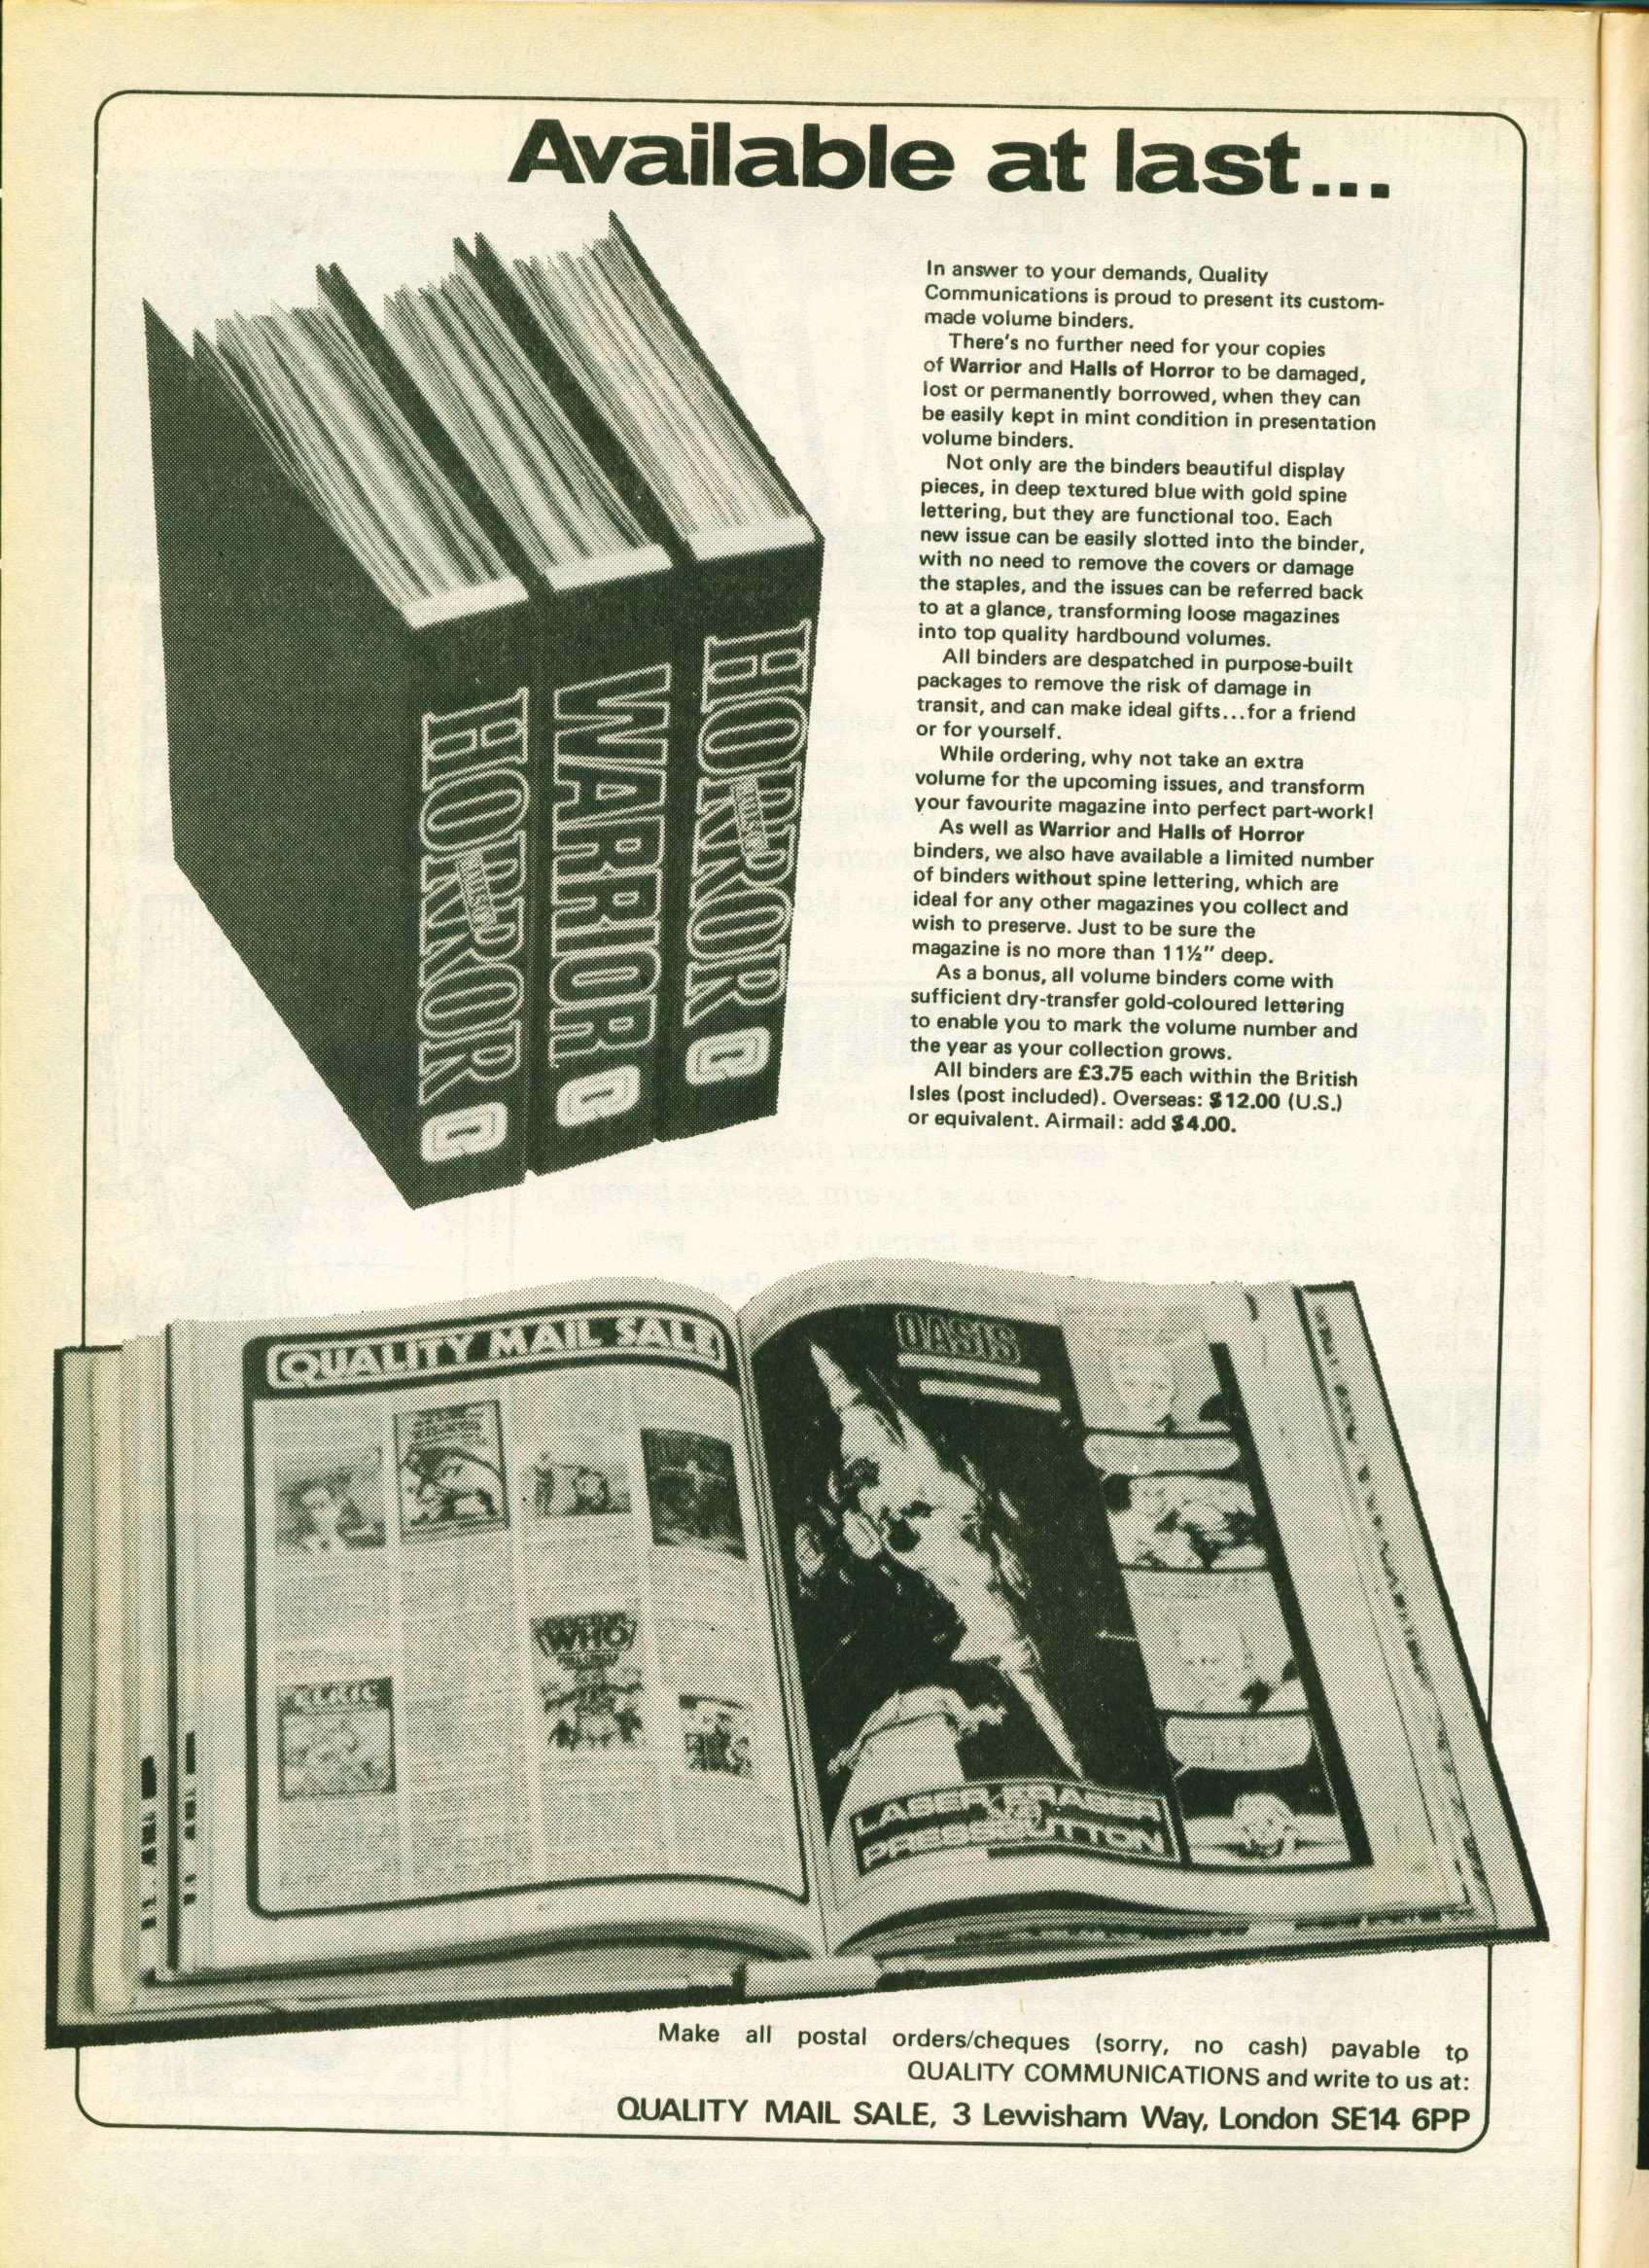 Available at last...
In answer to your demands, Quality
Communications is proud to present its custom-
made volume binders.
There's no further need for your copies
of Warrior and Halls of Horror to be damaged,
lost or permanently borrowed, when they can
be easily kept in mint condition in presentation
volume binders.
Not only are the binders beautiful display
pieces, in deep textured blue with gold spine
lettering, but they are functional too. Each
new issue can be easily slotted into the binder,
with no need to remove the covers or damage
the staples, and the issues can be referred back
to at a glance, transforming loose magazines
into top quality hardbound volumes.
All binders are despatched in purpose-built
packages to remove the risk of damage in
transit, and can make ideal gifts...for a friend
or for yourself.
While ordering, why not take an extra
volume for the upcoming issues, and transform
your favourite magazine into perfect part-work!
As well as Warrior and Halls of Horror
binders, we also have available a limited number
of binders without spine lettering, which are
ideal for any other magazines you collect and
wish to preserve. Just to be sure the
magazine is no more than 11½" deep.
As a bonus, all volume binders come with
sufficient dry-transfer gold-coloured lettering
to enable you to mark the volume number and
the year as your collection grows.
All binders are £3.75 each within the British
Isles (post included). Overseas: $12.00 (U.S.)
or equivalent. Airmail: add $4.00.
HORROR
WARRIOR
HORROR
QUALITY MAIL SALE
DOCTOR
WHO
OASIS
LASER ERASER
AND
PRESSBUTTON
Make all postal orders/cheques (sorry, no cash) payable to
QUALITY COMMUNICATIONS and write to us at:
QUALITY MAIL SALE, 3 Lewisham Way, London SE14 6PP